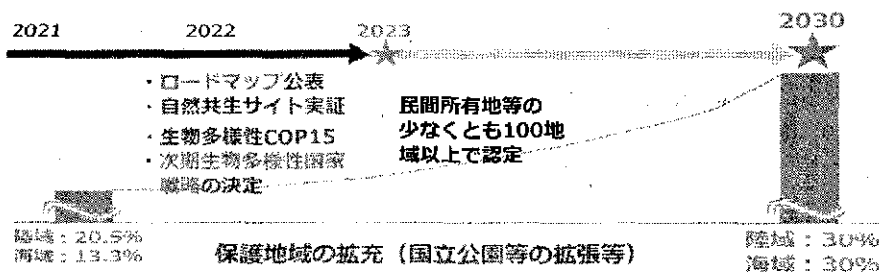 2021
2022
2023
2030
・ロードマップ公表
・自然共生サイト実証
・生物多様性COP15
・次期生物多様性国家
戦略の決定
民間所有地等の
少なくとも100地
域以上で認定
陸域：20.5%
海域：13.3%
保護地域の拡充（国立公園等の拡張等）
陸域：30%
海域：30%